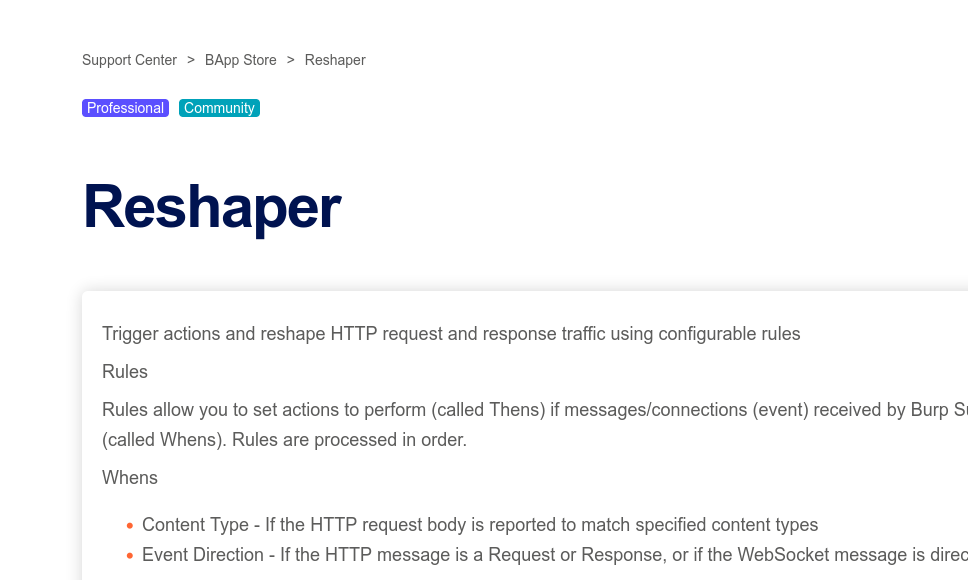 Support Center > BApp Store > Reshaper
Professional Community
Reshaper
Trigger actions and reshape HTTP request and response traffic using configurable rules
Rules
Rules allow you to set actions to perform (called Thens) if messages/connections (event) received by Burp
(called Whens). Rules are processed in order.
Whens
• Content Type - If the HTTP request body is reported to match specified content types
• Event Direction - If the HTTP message is a Request or Response, or if the WebSocket message is